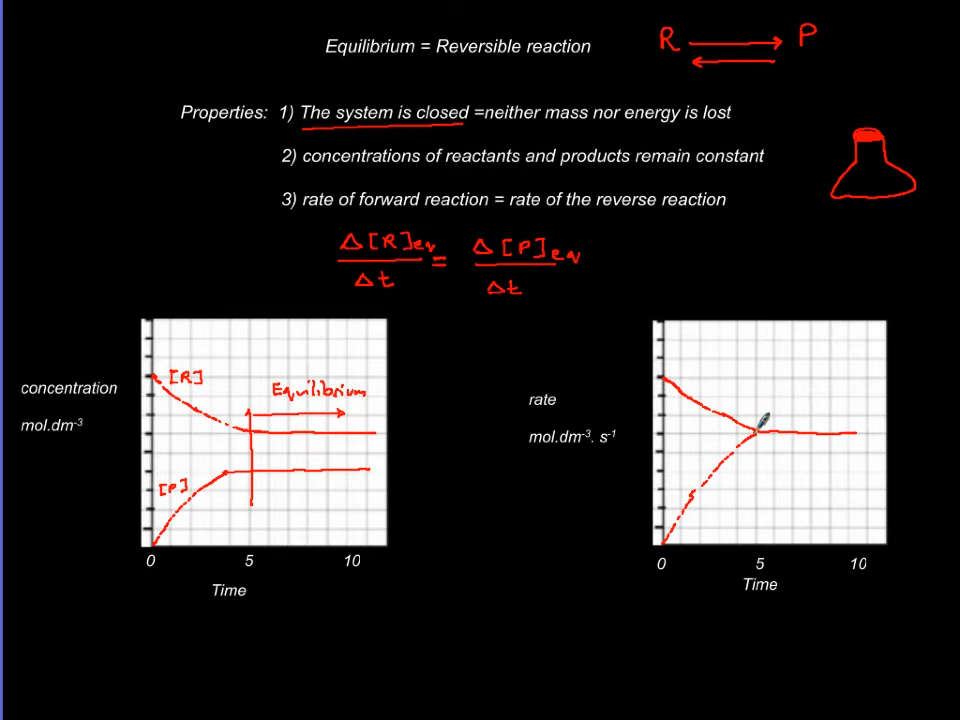 Equilibrium = Reversible reaction
R P
Properties: 1) The system is closed =neither mass nor energy is lost
2) concentrations of reactants and products remain constant
3) rate of forward reaction = rate of the reverse reaction
Δ[R]eq = Δ[P]eq
Δt Δt
[R]
Equilibrium
[P]
concentration
mol.dm-3
0 5 10
Time
rate
mol.dm-3. s-1
0 5 10
Time